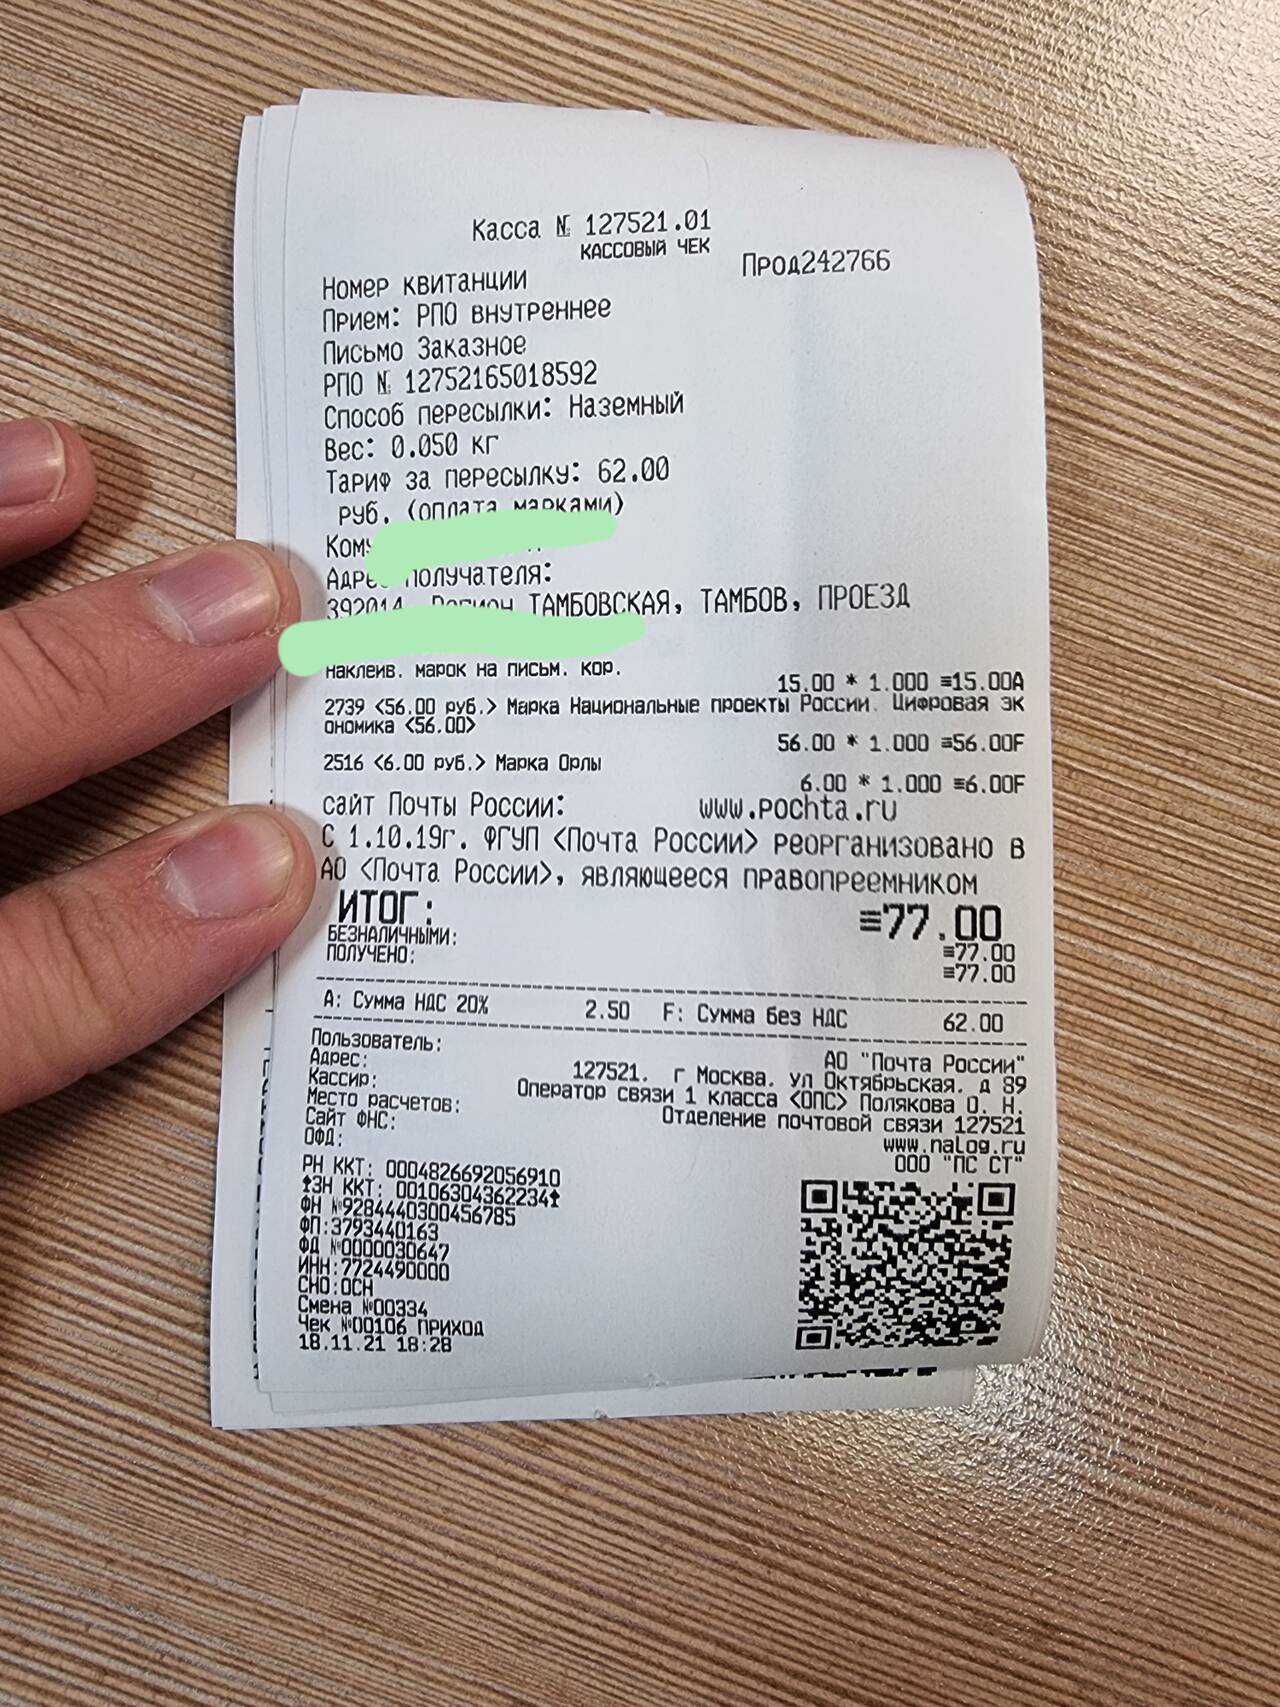 Касса № 127521.01
КАССОВЫЙ ЧЕК
Прод242766
Номер квитанции
Прием: РПО внутреннее
Письмо Заказное
РПО № 12752165018592
Способ пересылки: Наземный
Вес: 0.050 кг
Тариф за пересылку: 62.00
руб. (оплата марками)
Кому
Адрес получателя:
392014, Регион ТАМБОВСКАЯ, ТАМБОВ, ПРОЕЗД
наклеив. марок на письм. кор.
15.00 * 1.000 ≡15.00A
2739 <56.00 руб.> Марка Национальные проекты России. Цифровая эк
ономика <56.00>
56.00 * 1.000 ≡56.00F
2516 <6.00 руб.> Марка Орлы
6.00 * 1.000 ≡6.00F
сайт Почты России: www.pochta.ru
С 1.10.19г. ФГУП <Почта России> реорганизовано в
АО <Почта России>, являющееся правопреемником
ИТОГ: ≡77.00
БЕЗНАЛИЧНЫМИ: ≡77.00
ПОЛУЧЕНО: ≡77.00
A: Сумма НДС 20% 2.50 F: Сумма без НДС 62.00
Пользователь: АО "Почта России"
Адрес: 127521, г Москва, ул Октябрьская, д 89
Кассир: Оператор связи 1 класса <ОПС> Полякова О. Н.
Место расчетов: Отделение почтовой связи 127521
Сайт ФНС: www.nalog.ru
ОФД: ООО "ПС СТ"
РН ККТ: 0004826692056910
ЗН ККТ: 00106304362234
ФН №9284440300456785
ФП:3793440163
ФД №0000030647
ИНН:7724490000
СНО:ОСН
Смена №00334
Чек №00106 ПРИХОД
18.11.21 18:28